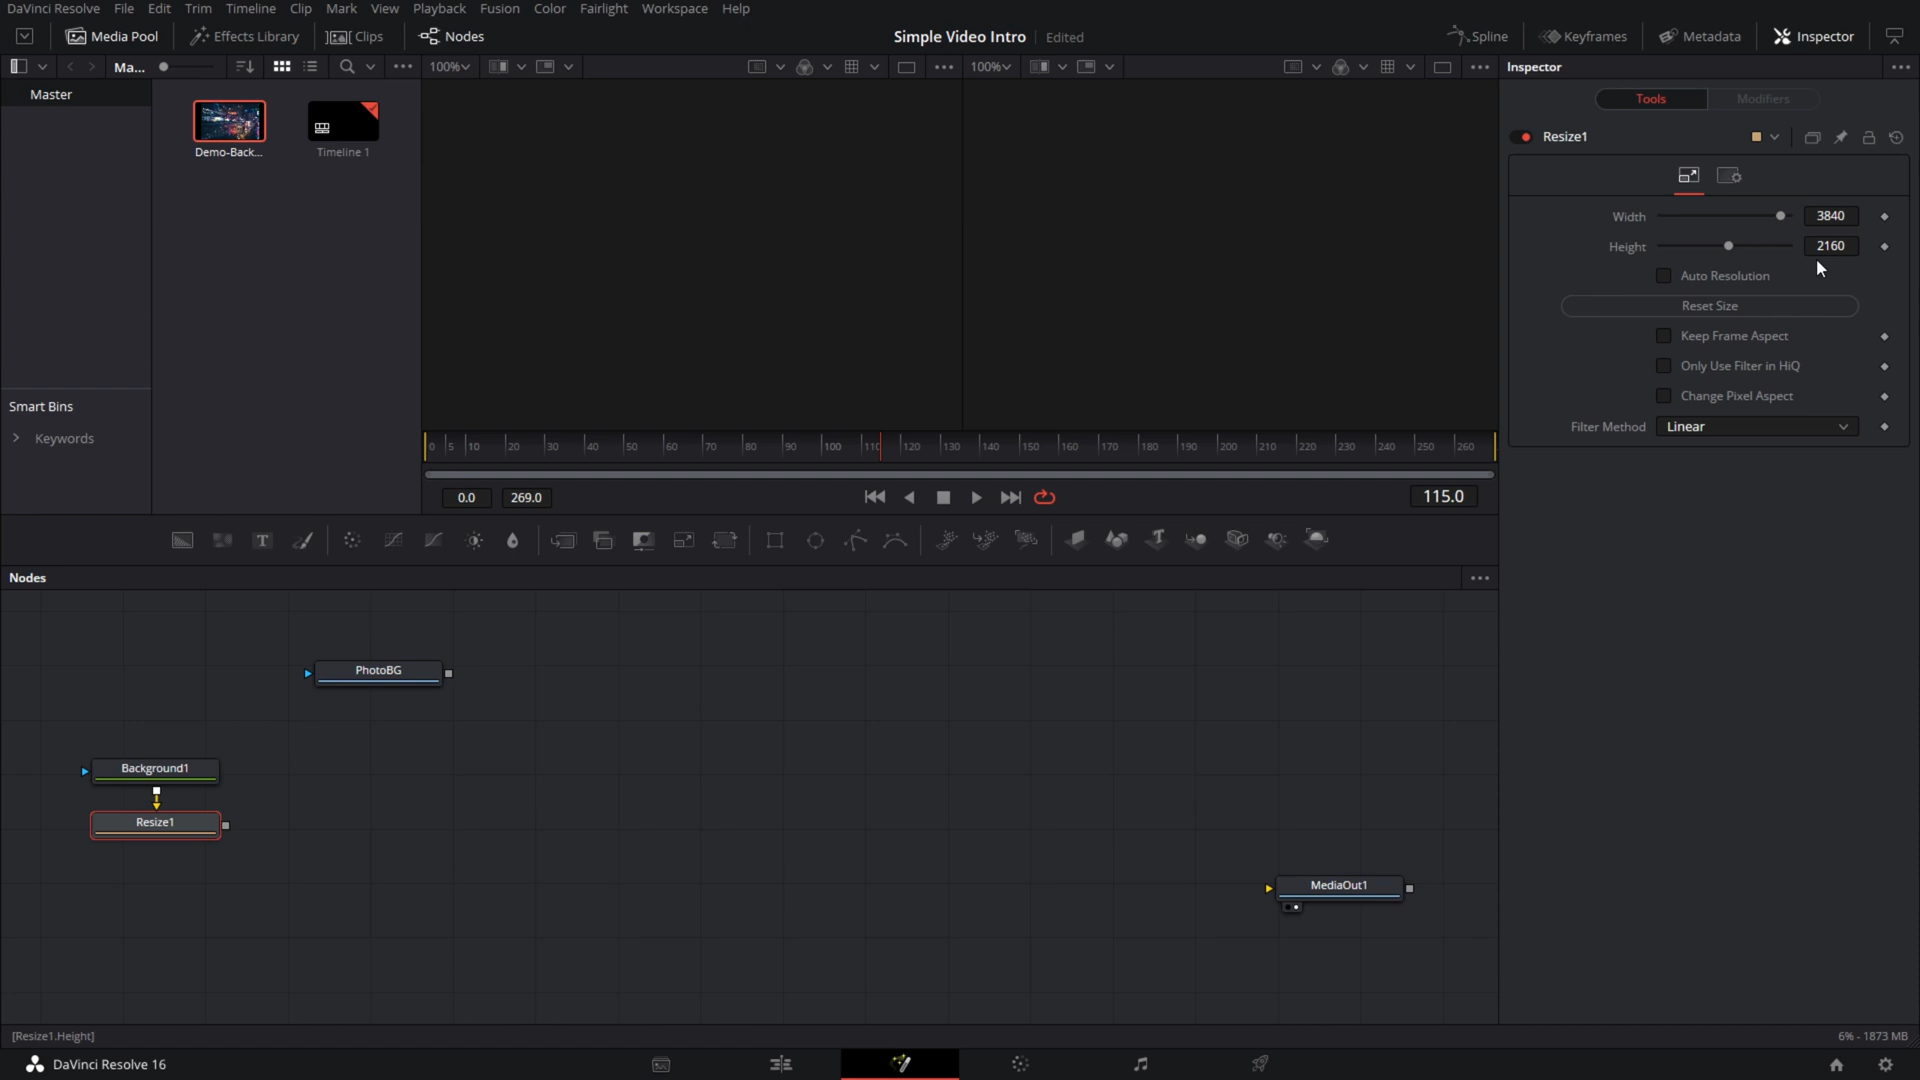 DaVinci Resolve File Edit Trim Timeline Clip Mark View Playback Fusion Color Fairlight Workspace Help
Media Pool Effects Library Clips Nodes Simple Video Intro Edited Spline Keyframes Metadata Inspector
Ma... 100% 100% Inspector
Master
Demo-Back...
Timeline 1
Smart Bins
Keywords
Tools Modifiers
Resize1
Width 3840
Height 2160
Auto Resolution
Reset Size
Keep Frame Aspect
Only Use Filter in HiQ
Change Pixel Aspect
Filter Method Linear
0 5 10 20 30 40 50 60 70 80 90 100 110 120 130 140 150 160 170 180 190 200 210 220 230 240 250 260
0.0 269.0 115.0
T
Nodes
PhotoBG
Background1
Resize1
MediaOut1
[Resize1.Height] 6% - 1873 MB
DaVinci Resolve 16